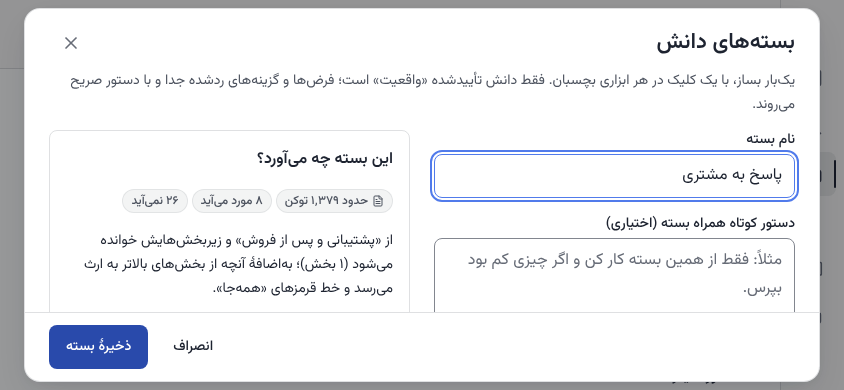 بسته‌های دانش
یک‌بار بساز، با یک کلیک در هر ابزاری بچسبان. فقط دانش تأییدشده «واقعیت» است؛ فرض‌ها و گزینه‌های ردشده جدا و با دستور صریح
می‌روند.
نام بسته
پاسخ به مشتری
دستور کوتاه همراه بسته (اختیاری)
مثلاً: فقط از همین بسته کار کن و اگر چیزی کم بود
بپرس.
این بسته چه می‌آورد؟
حدود ۱٬۳۷۹ توکن
۸ مورد می‌آید
۲۶ نمی‌آید
از «پشتیبانی و پس از فروش» و زیربخش‌هایش خوانده
می‌شود (۱ بخش)؛ به‌اضافهٔ آنچه از بخش‌های بالاتر به ارث
می‌رسد و خط قرمزهای «همه‌جا».
انصراف
ذخیرهٔ بسته